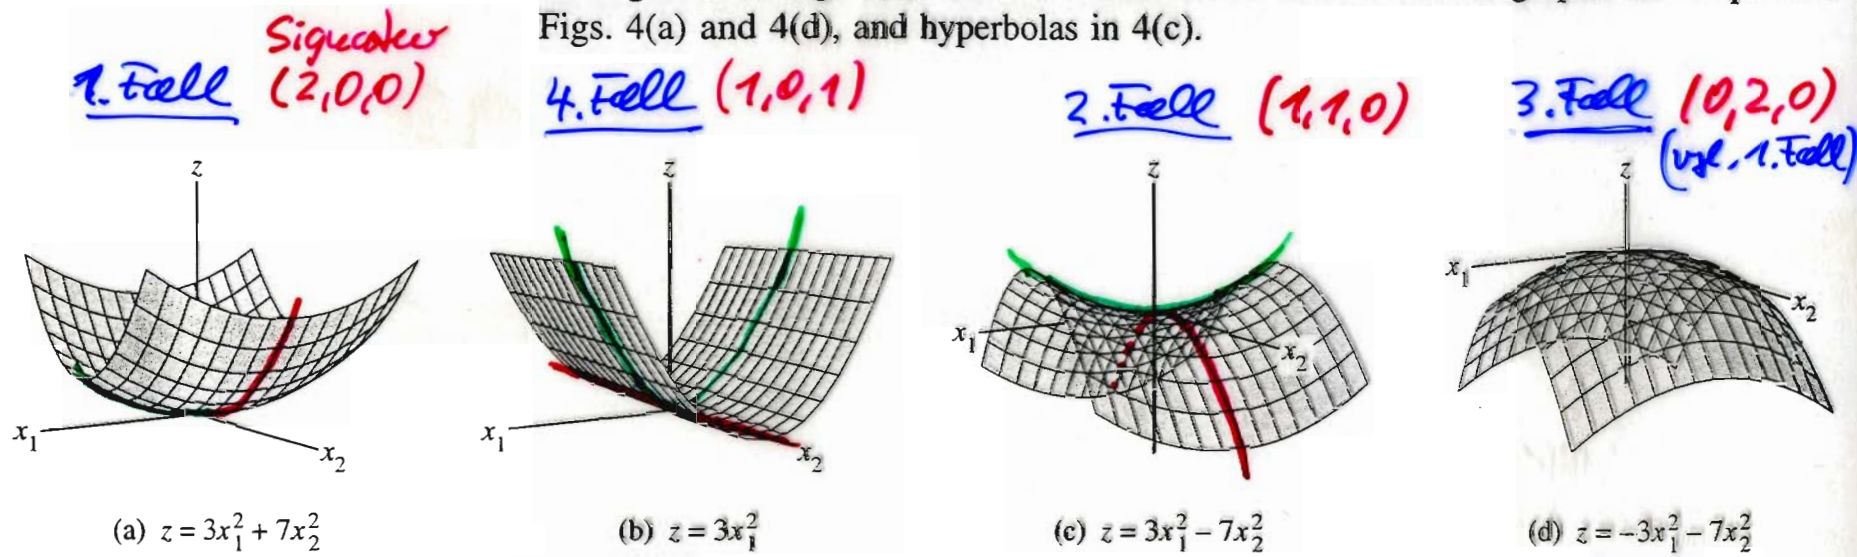 Figs. 4(a) and 4(d), and hyperbolas in 4(c).
1. Fall Signatur (2,0,0)
4. Fall (1,0,1)
2. Fall (1,1,0)
3. Fall (0,2,0)
(vgl. 1. Fall)
z
x₁
x₂
z
x₁
x₂
z
x₁
x₂
z
x₁
x₂
(a) z = 3x₁² + 7x₂²
(b) z = 3x₁²
(c) z = 3x₁² − 7x₂²
(d) z = −3x₁² − 7x₂²